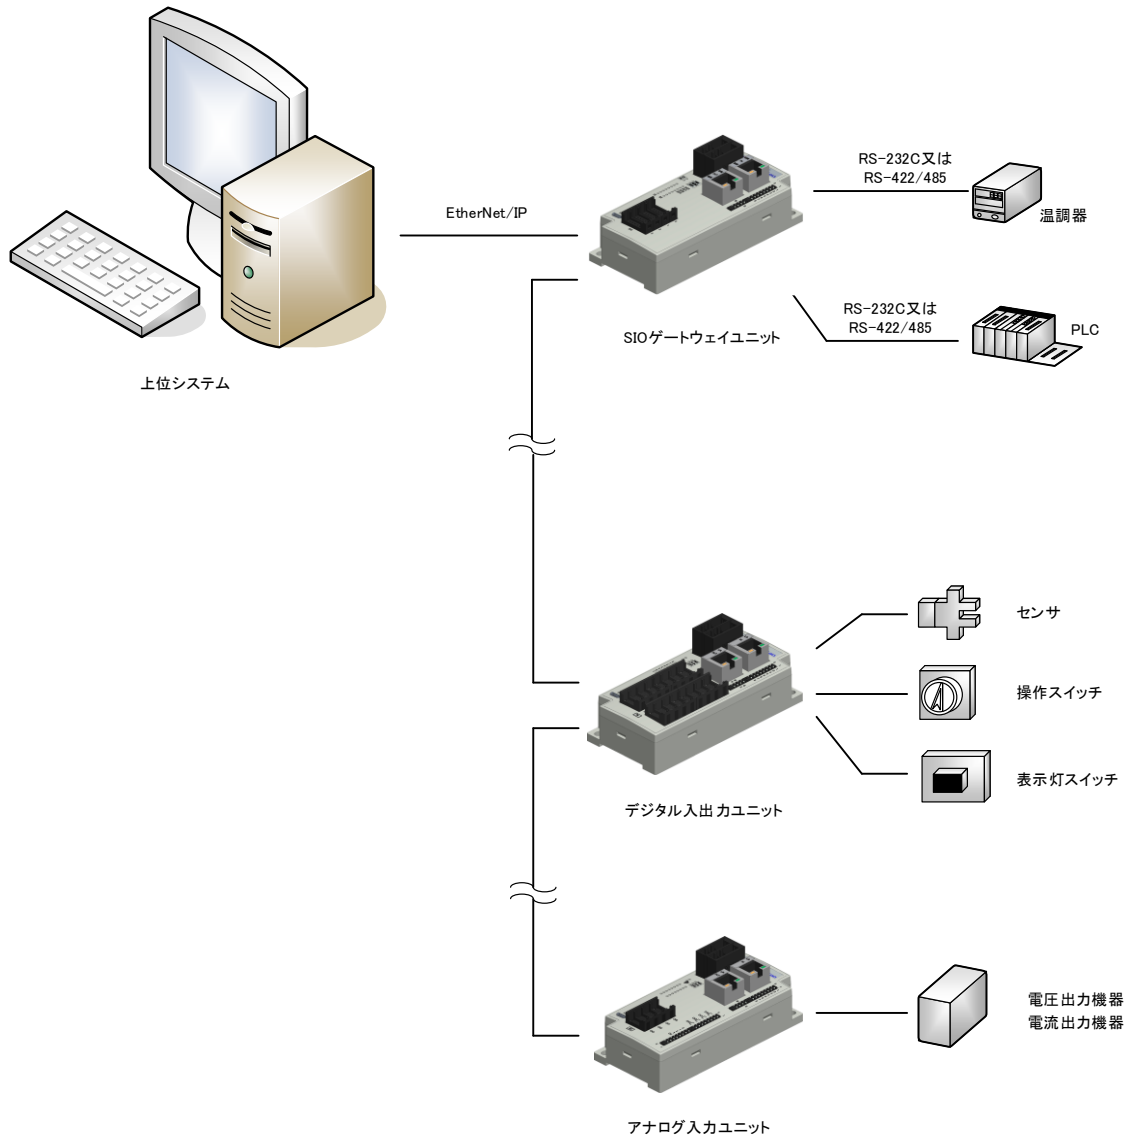 EtherNet/IP
上位システム
RS-232C又は
RS-422/485
温調器
RS-232C又は
RS-422/485
PLC
SIOゲートウェイユニット
センサ
操作スイッチ
表示灯スイッチ
デジタル入出力ユニット
電圧出力機器
電流出力機器
アナログ入力ユニット